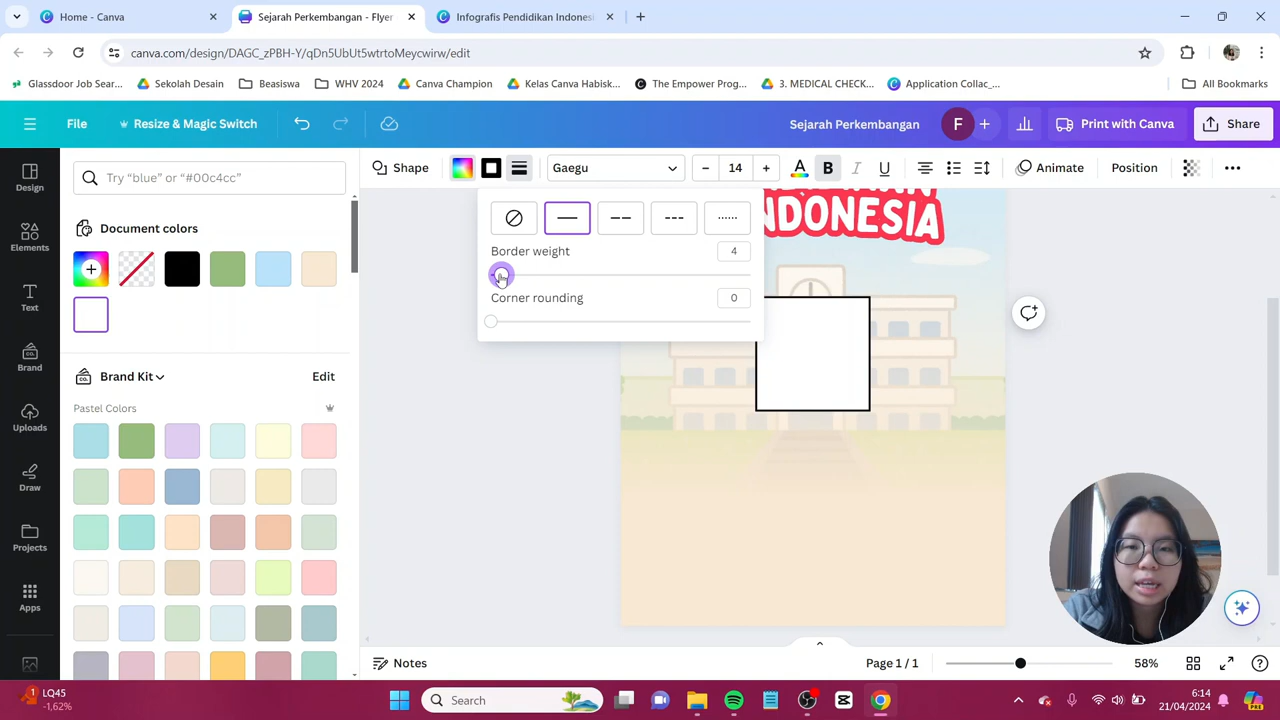 Home - Canva
Sejarah Perkembangan - Flyer
Infografis Pendidikan Indonesi
canva.com/design/DAGC_zPBH-Y/qDn5UbUt5wtrtoMeycwirw/edit
Glassdoor Job Sear...
Sekolah Desain
Beasiswa
WHV 2024
Canva Champion
Kelas Canva Habisk...
The Empower Prog...
3. MEDICAL CHECK...
Application Collac_...
All Bookmarks
File
Resize & Magic Switch
Sejarah Perkembangan
F
Print with Canva
Share
Design
Elements
Text
Brand
Uploads
Draw
Projects
Apps
Try “blue” or “#00c4cc”
Document colors
Brand Kit
Edit
Pastel Colors
Shape
Gaegu
14
A
B
I
U
Animate
Position
Border weight
4
Corner rounding
0
INDONESIA
Notes
Page 1 / 1
58%
1
LQ45
-1,62%
Search
6:14
21/04/2024